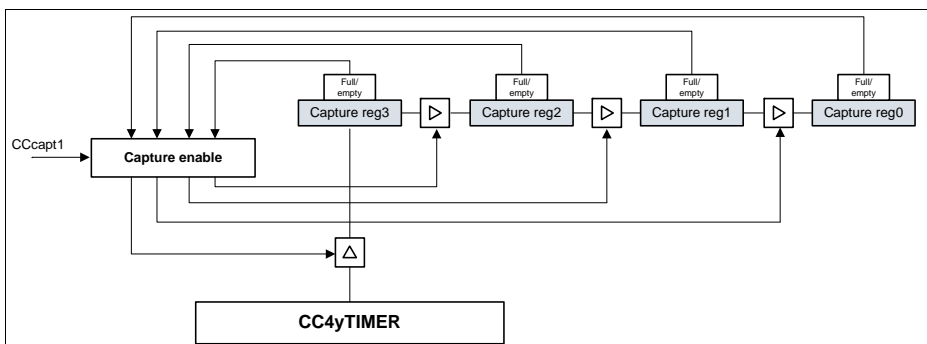 Full/
empty
Full/
empty
Full/
empty
Full/
empty
Capture reg3
Capture reg2
Capture reg1
Capture reg0
CCcapt1
Capture enable
CC4yTIMER